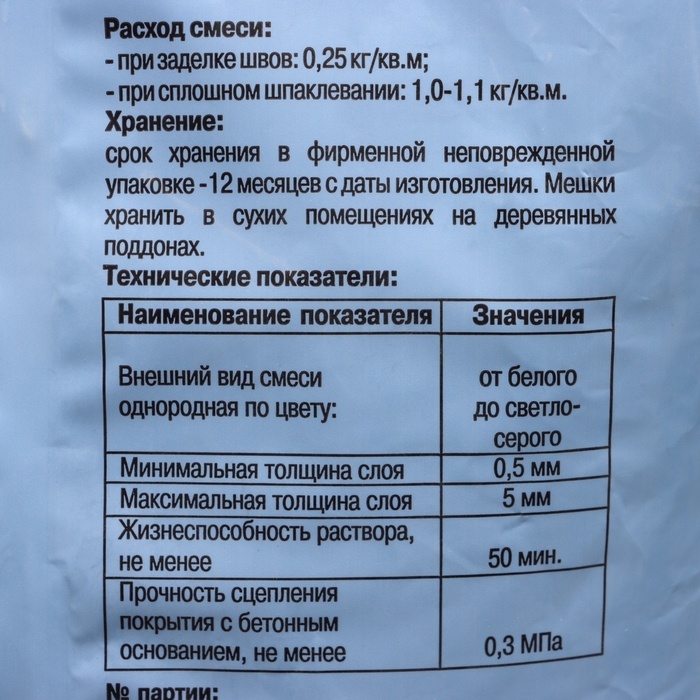 Расход смеси:
- при заделке швов: 0,25 кг/кв.м;
- при сплошном шпаклевании: 1,0-1,1 кг/кв.м.
Хранение:
срок хранения в фирменной неповрежденной
упаковке -12 месяцев с даты изготовления. Мешки
хранить в сухих помещениях на деревянных
поддонах.
Технические показатели:
Наименование показателя Значения
Внешний вид смеси
однородная по цвету:
от белого
до светло-
серого
Минимальная толщина слоя 0,5 мм
Максимальная толщина слоя 5 мм
Жизнеспособность раствора,
не менее 50 мин.
Прочность сцепления
покрытия с бетонным
основанием, не менее 0,3 МПа
№ партии: